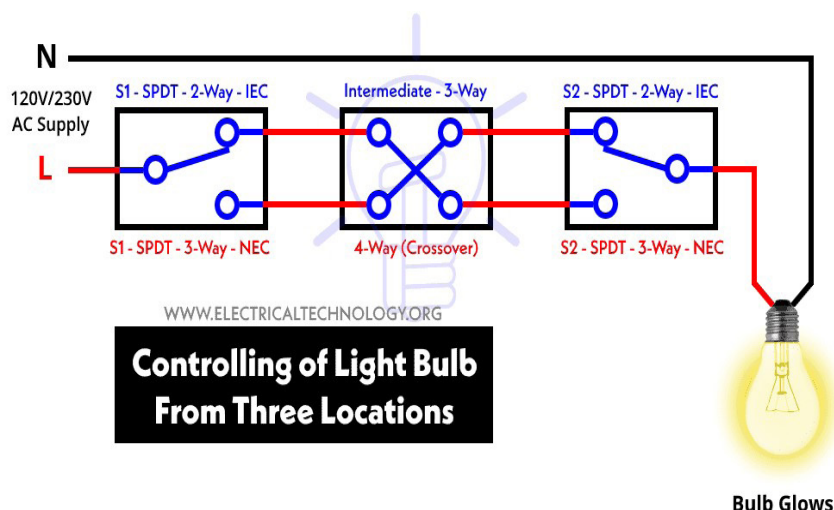 N
120V/230V
AC Supply
L
S1 - SPDT - 2-Way - IEC
Intermediate - 3-Way
S2 - SPDT - 2-Way - IEC
S1 - SPDT - 3-Way - NEC
4-Way (Crossover)
S2 - SPDT - 3-Way - NEC
WWW.ELECTRICALTECHNOLOGY.ORG
Controlling of Light Bulb
From Three Locations
Bulb Glows